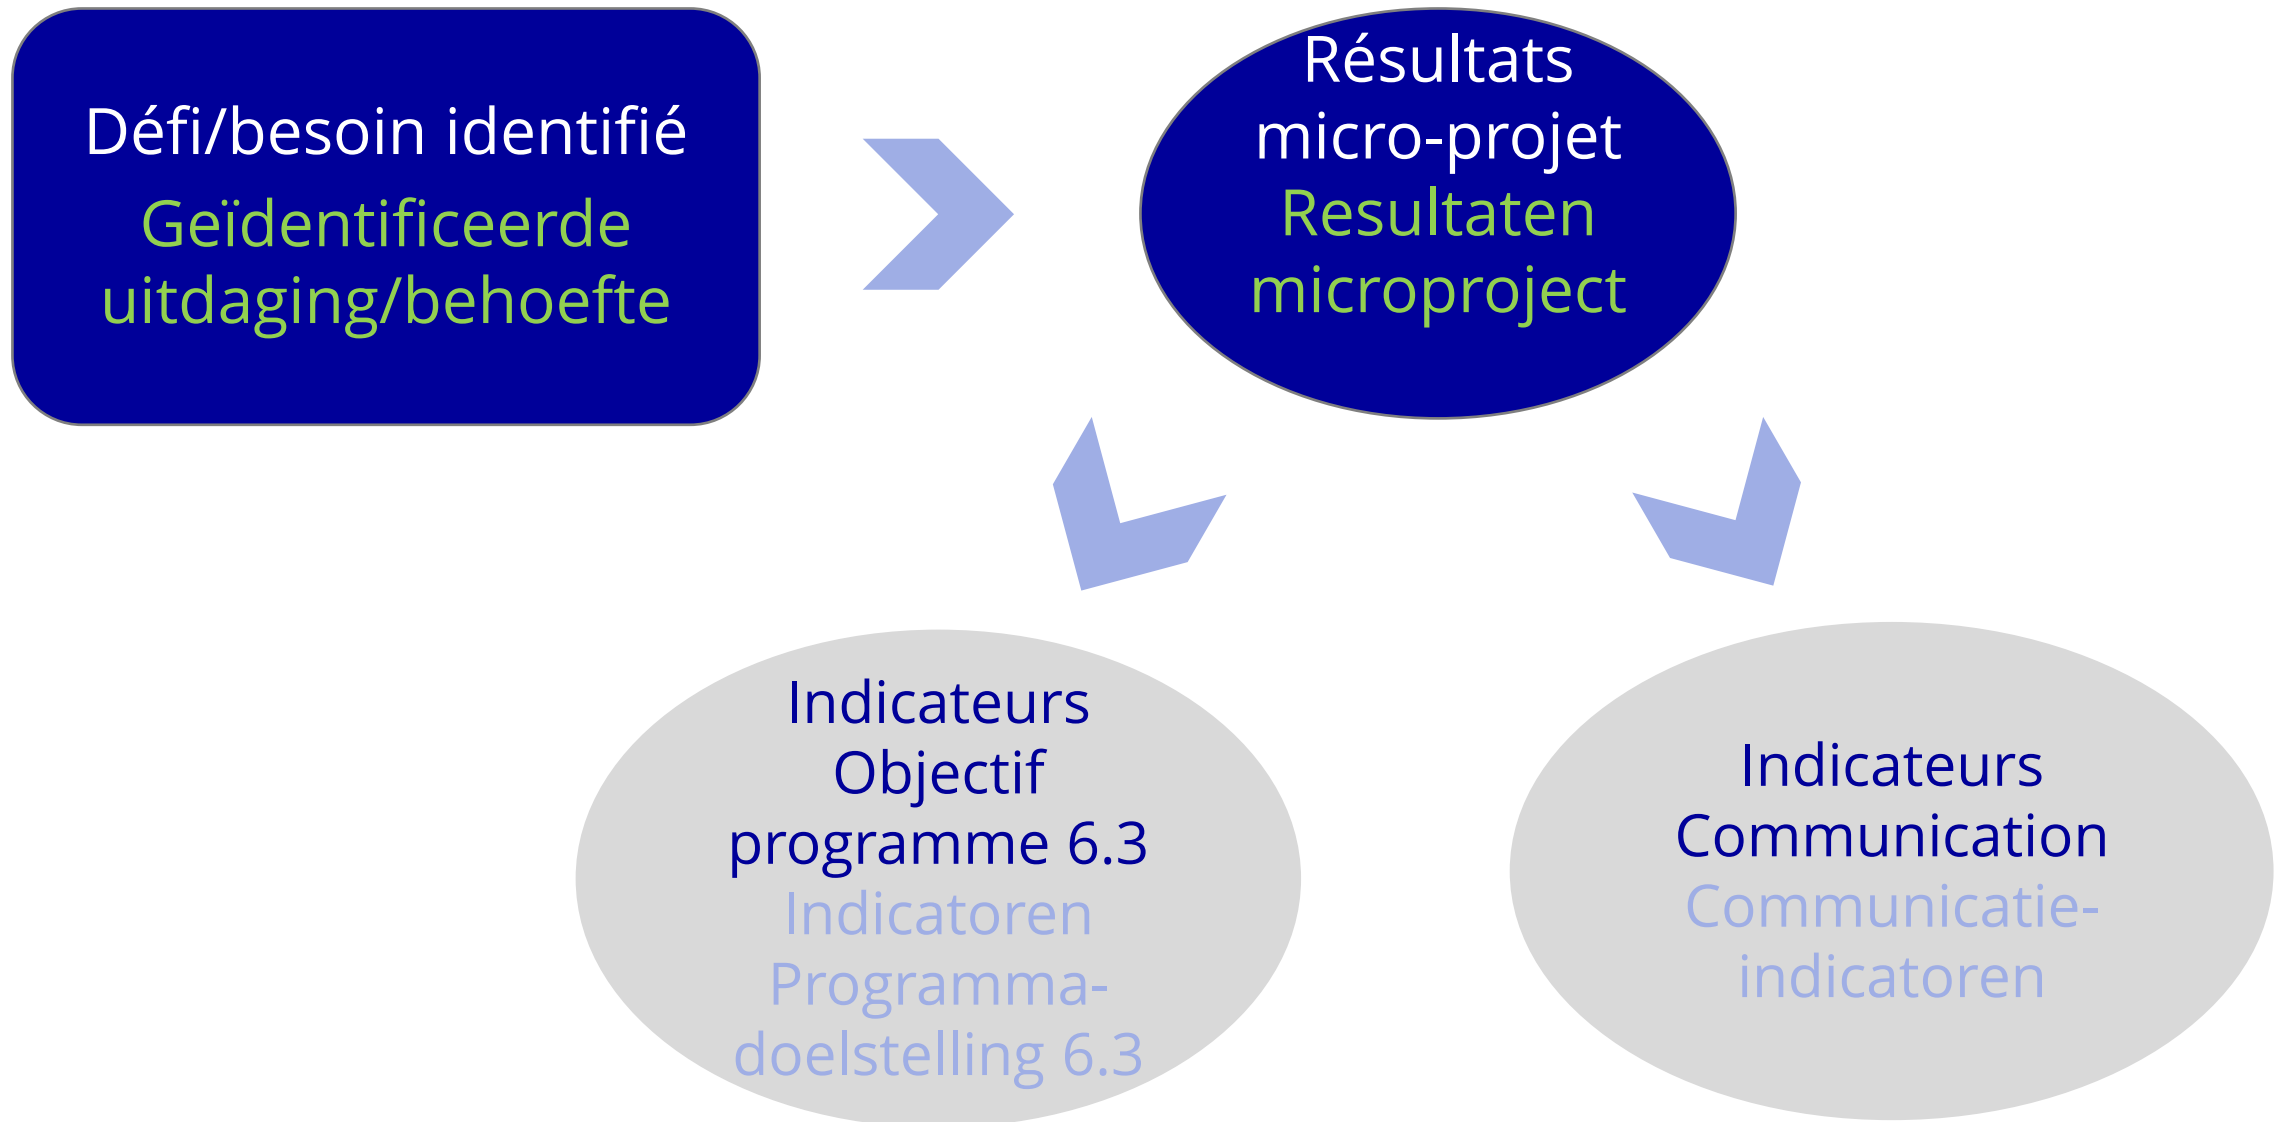 Défi/besoin identifié
Geïdentificeerde
uitdaging/behoefte
Résultats
micro-projet
Resultaten
microproject
Indicateurs
Objectif
programme 6.3
Indicatoren
Programma-
doelstelling 6.3
Indicateurs
Communication
Communicatie-
indicatoren